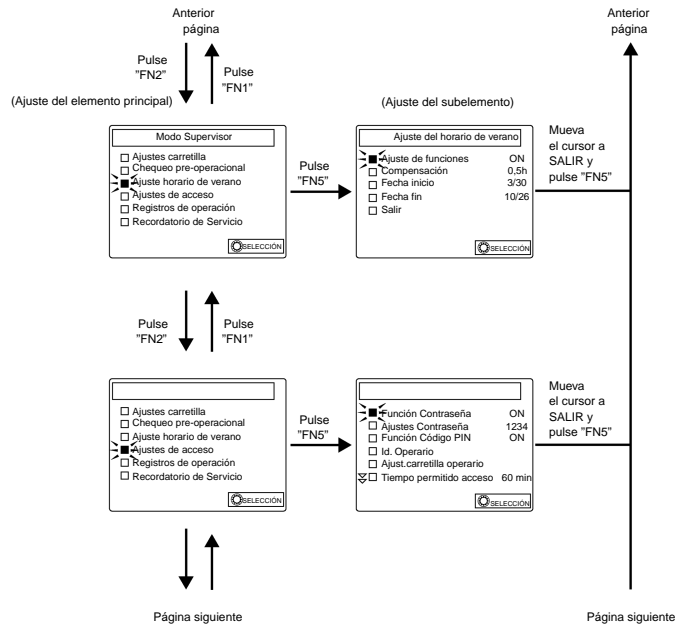 Anterior
página
Anterior
página
Pulse
"FN2"
Pulse
"FN1"
(Ajuste del elemento principal)
(Ajuste del subelemento)
Modo Supervisor
Ajustes carretilla
Chequeo pre-operacional
Ajuste horario de verano
Ajustes de acceso
Registros de operación
Recordatorio de Servicio
SELECCIÓN
Pulse
"FN5"
Ajuste del horario de verano
Ajuste de funciones ON
Compensación 0,5h
Fecha inicio 3/30
Fecha fin 10/26
Salir
SELECCIÓN
Mueva
el cursor a
SALIR y
pulse "FN5"
Pulse
"FN2"
Pulse
"FN1"
Ajustes carretilla
Chequeo pre-operacional
Ajuste horario de verano
Ajustes de acceso
Registros de operación
Recordatorio de Servicio
SELECCIÓN
Pulse
"FN5"
Función Contraseña ON
Ajustes Contraseña 1234
Función Código PIN ON
Id. Operario
Ajust.carretilla operario
Tiempo permitido acceso 60 min
SELECCIÓN
Mueva
el cursor a
SALIR y
pulse "FN5"
Página siguiente
Página siguiente